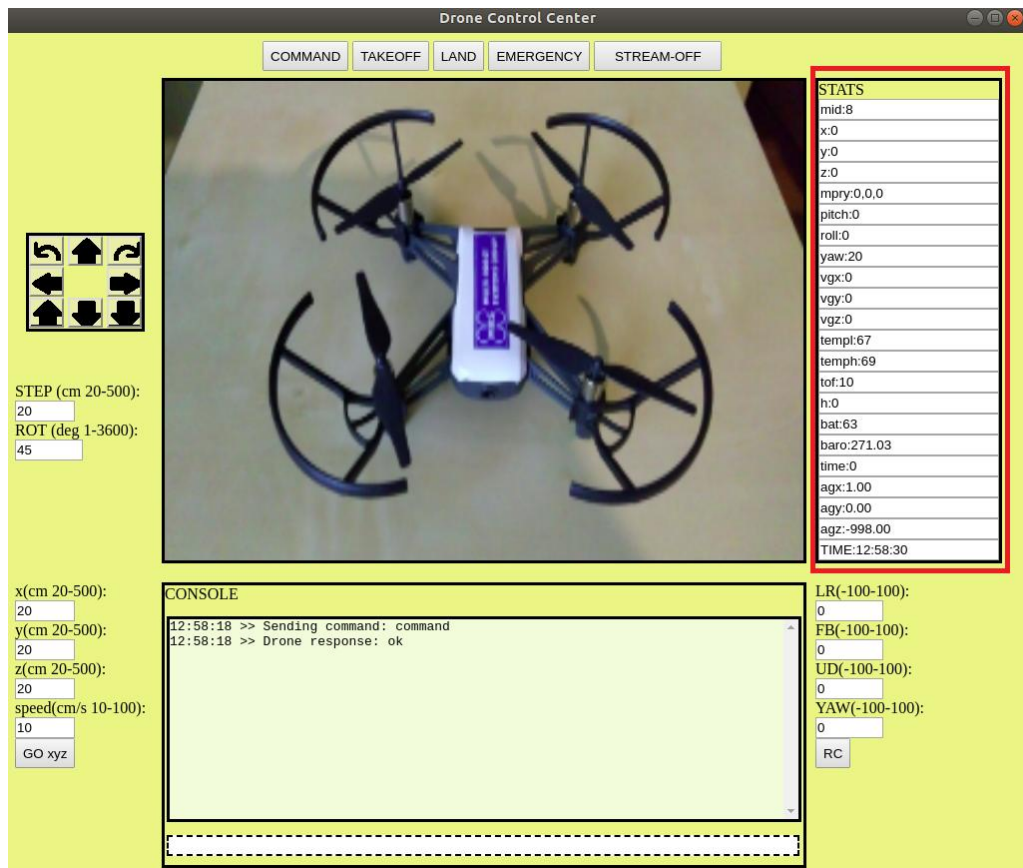 Drone Control Center
COMMAND TAKEOFF LAND EMERGENCY STREAM-OFF
STATS
mid:8
x:0
y:0
z:0
mpry:0,0,0
pitch:0
roll:0
yaw:20
vgx:0
vgy:0
vgz:0
templ:67
temph:69
tof:10
h:0
bat:63
baro:271.03
time:0
agx:1.00
agy:0.00
agz:-998.00
TIME:12:58:30
STEP (cm 20-500):
20
ROT (deg 1-3600):
45
x(cm 20-500):
20
y(cm 20-500):
20
z(cm 20-500):
20
speed(cm/s 10-100):
10
GO xyz
CONSOLE
12:58:18 >> Sending command: command
12:58:18 >> Drone response: ok
LR(-100-100):
0
FB(-100-100):
0
UD(-100-100):
0
YAW(-100-100):
0
RC